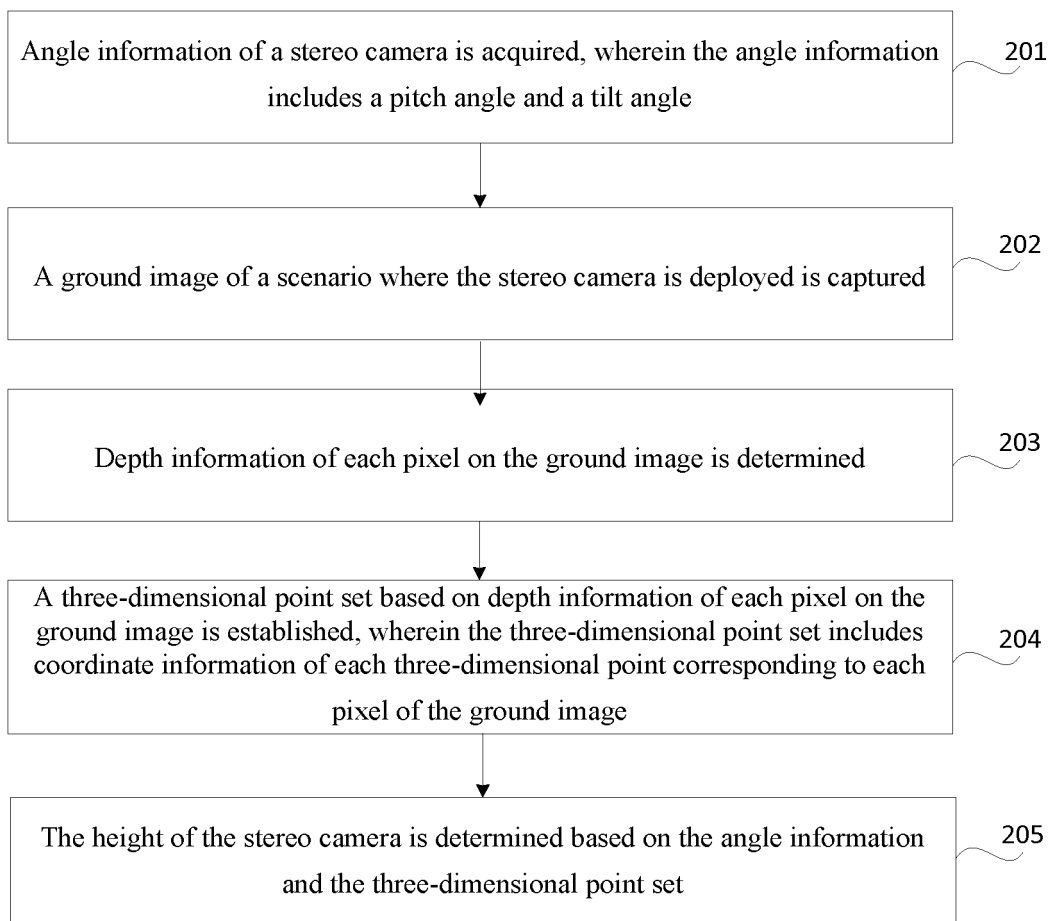 Angle information of a stereo camera is acquired, wherein the angle information
includes a pitch angle and a tilt angle
201
A ground image of a scenario where the stereo camera is deployed is captured
202
Depth information of each pixel on the ground image is determined
203
A three-dimensional point set based on depth information of each pixel on the
ground image is established, wherein the three-dimensional point set includes
coordinate information of each three-dimensional point corresponding to each
pixel of the ground image
204
The height of the stereo camera is determined based on the angle information
and the three-dimensional point set
205